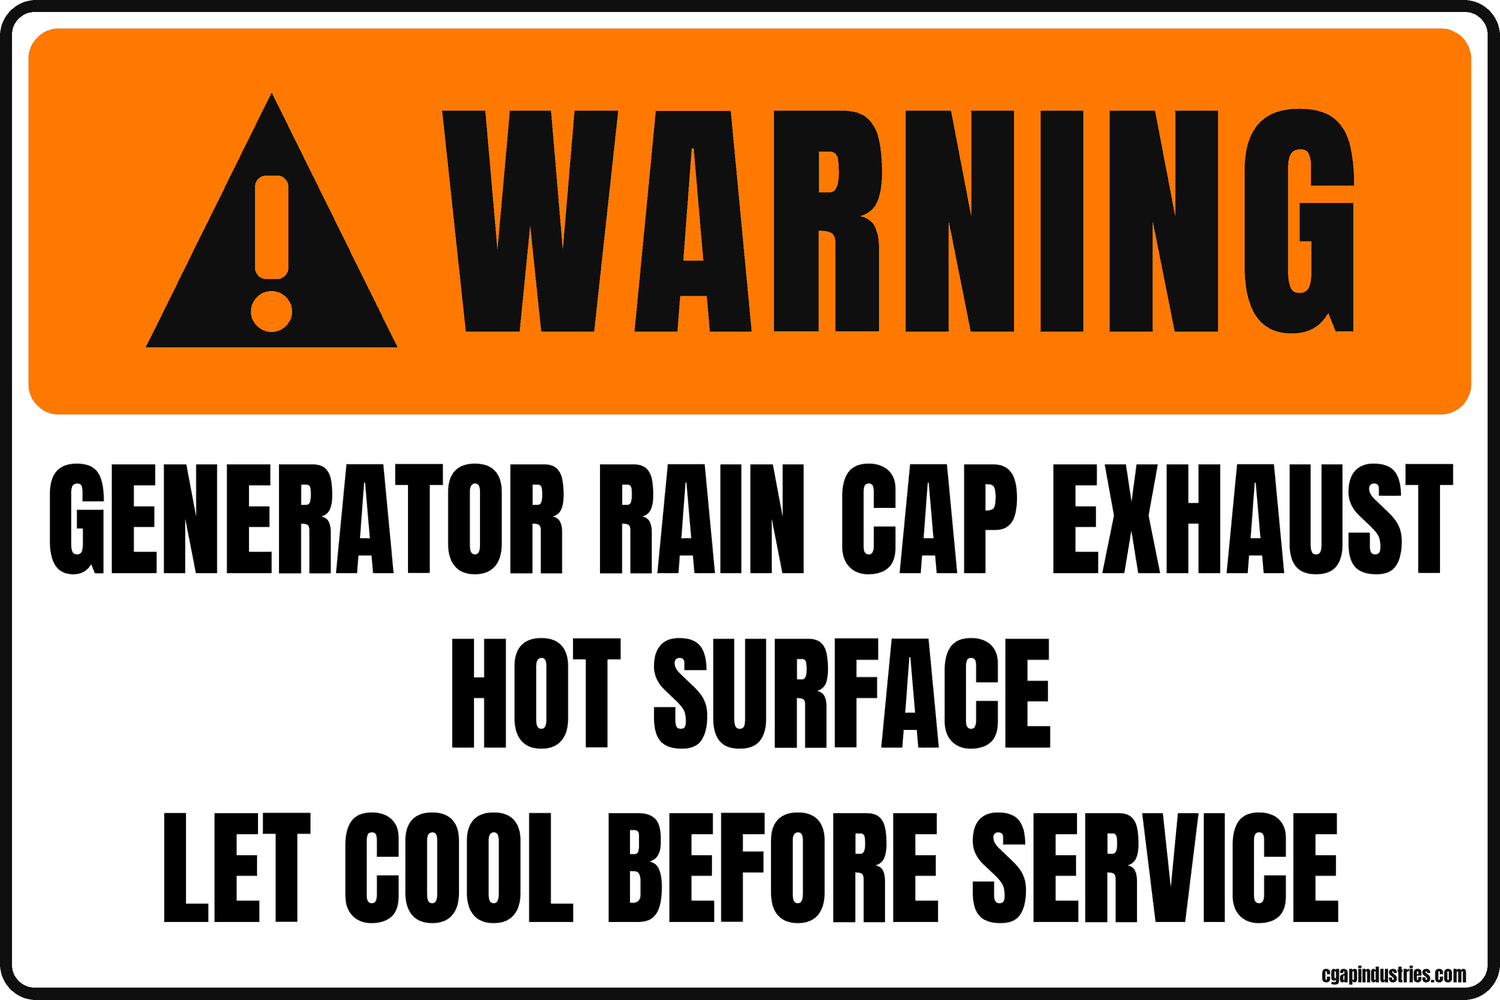 WARNING
GENERATOR RAIN CAP EXHAUST
HOT SURFACE
LET COOL BEFORE SERVICE
cgapindustries.com